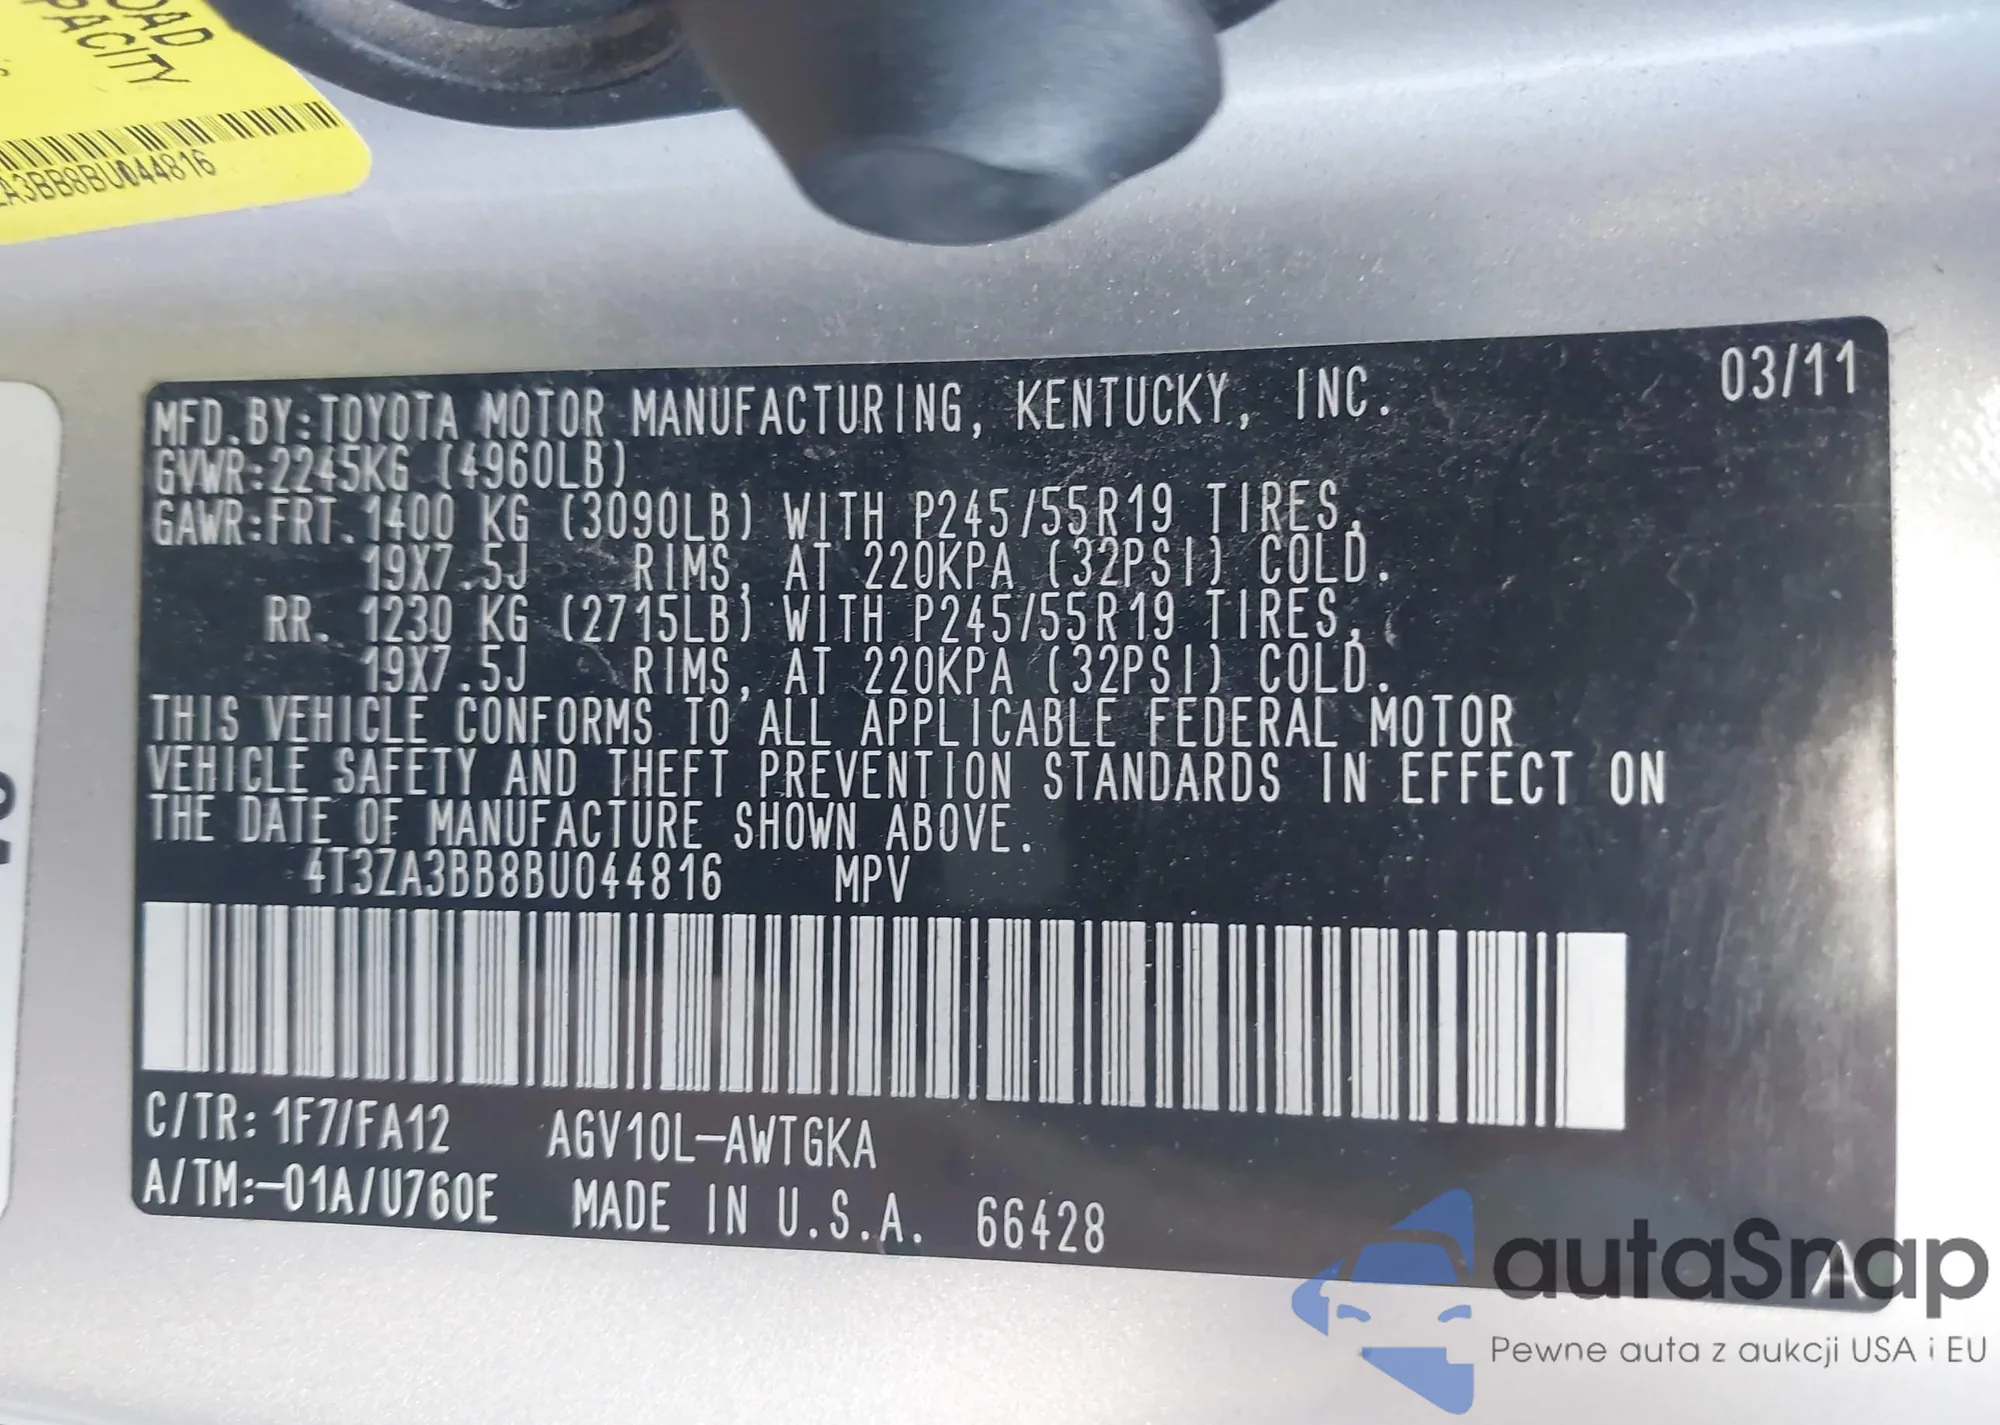 OAD
PACITY
A3BB8BU044816
03/11
MFD.BY:TOYOTA MOTOR MANUFACTURING, KENTUCKY, INC.
GVWR:2245KG (4960LB)
GAWR:FRT.1400 KG (3090LB) WITH P245/55R19 TIRES,
19X7.5J RIMS, AT 220KPA (32PSI) COLD.
RR. 1230 KG (2715LB) WITH P245/55R19 TIRES,
19X7.5J RIMS, AT 220KPA (32PSI) COLD.
THIS VEHICLE CONFORMS TO ALL APPLICABLE FEDERAL MOTOR
VEHICLE SAFETY AND THEFT PREVENTION STANDARDS IN EFFECT ON
THE DATE OF MANUFACTURE SHOWN ABOVE.
4T3ZA3BB8BU044816 MPV
C/TR: 1F7/FA12 AGV10L-AWTGKA
A/TM:-01A/U760E MADE IN U.S.A. 66428
A
autaSnap
Pewne auta z aukcji USA i EU